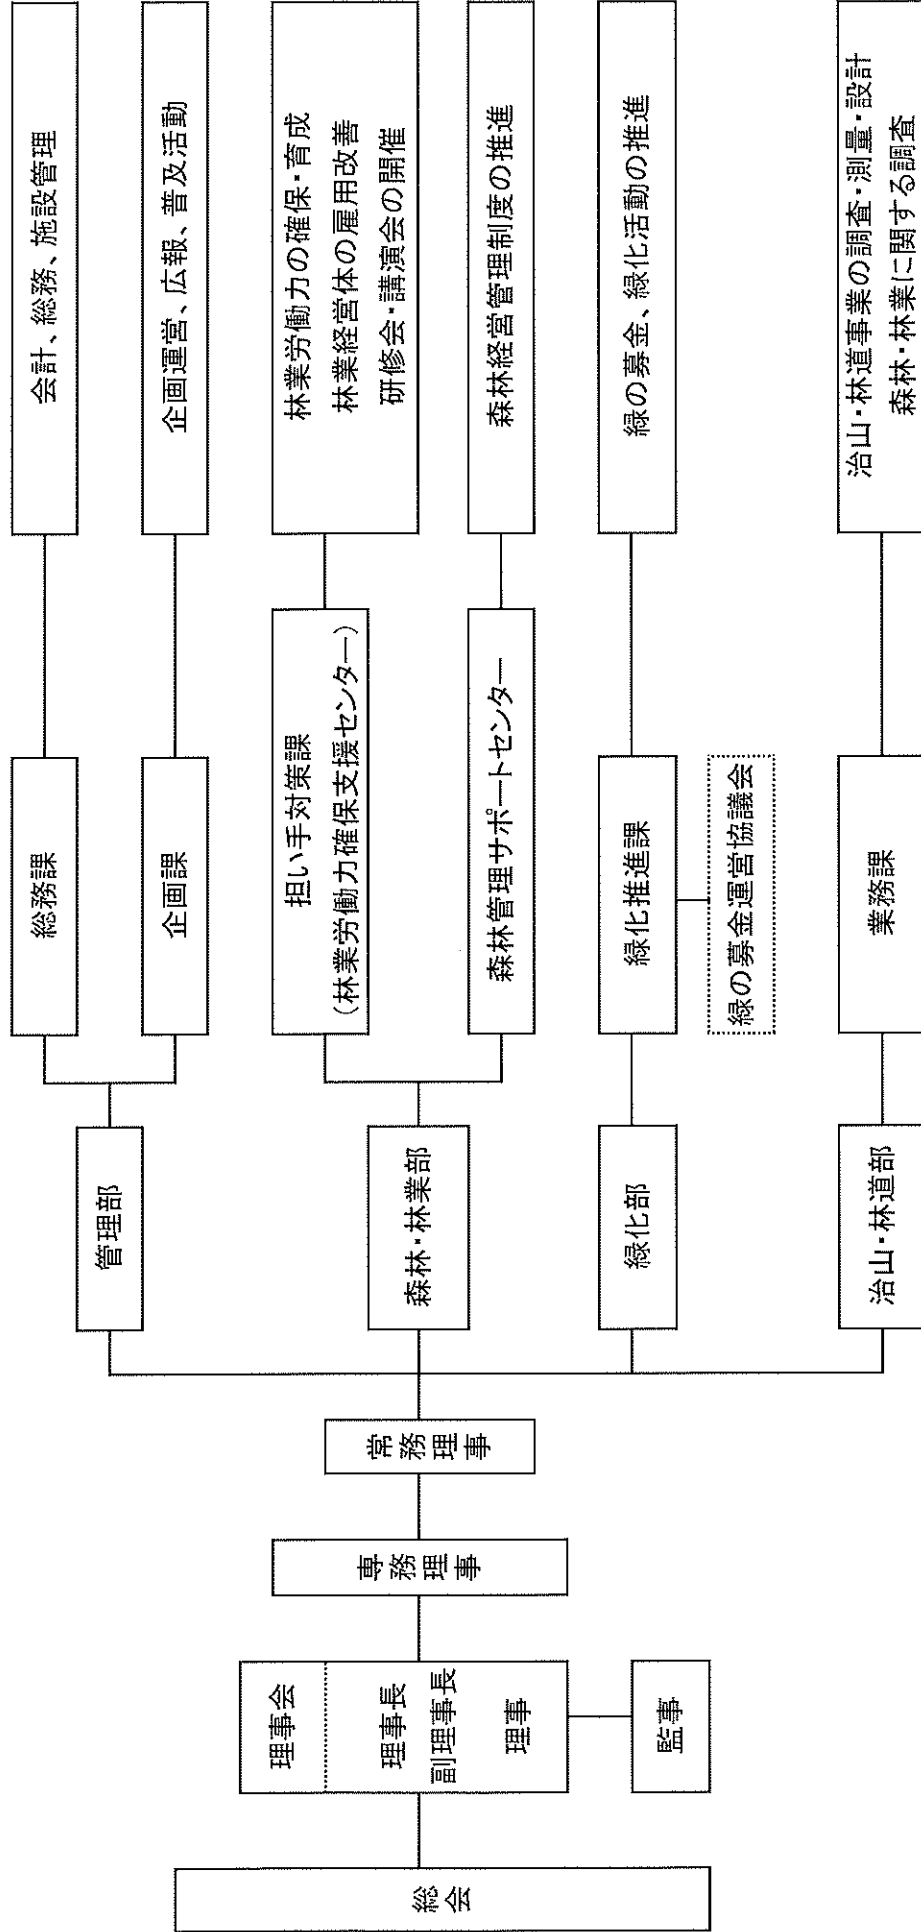 総会
理事会
理事長
副理事長
理事
監事
専務理事
常務理事
管理部
総務課
会計、総務、施設管理
企画課
企画運営、広報、普及活動
森林・林業部
担い手対策課
(林業労働力確保支援センター)
林業労働力の確保・育成
林業経営体の雇用改善
研修会・講演会の開催
森林管理サポートセンター
森林経営管理制度の推進
緑化部
緑化推進課
緑の募金、緑化活動の推進
緑の募金運営協議会
治山・林道部
業務課
治山・林道事業の調査・測量・設計
森林・林業に関する調査